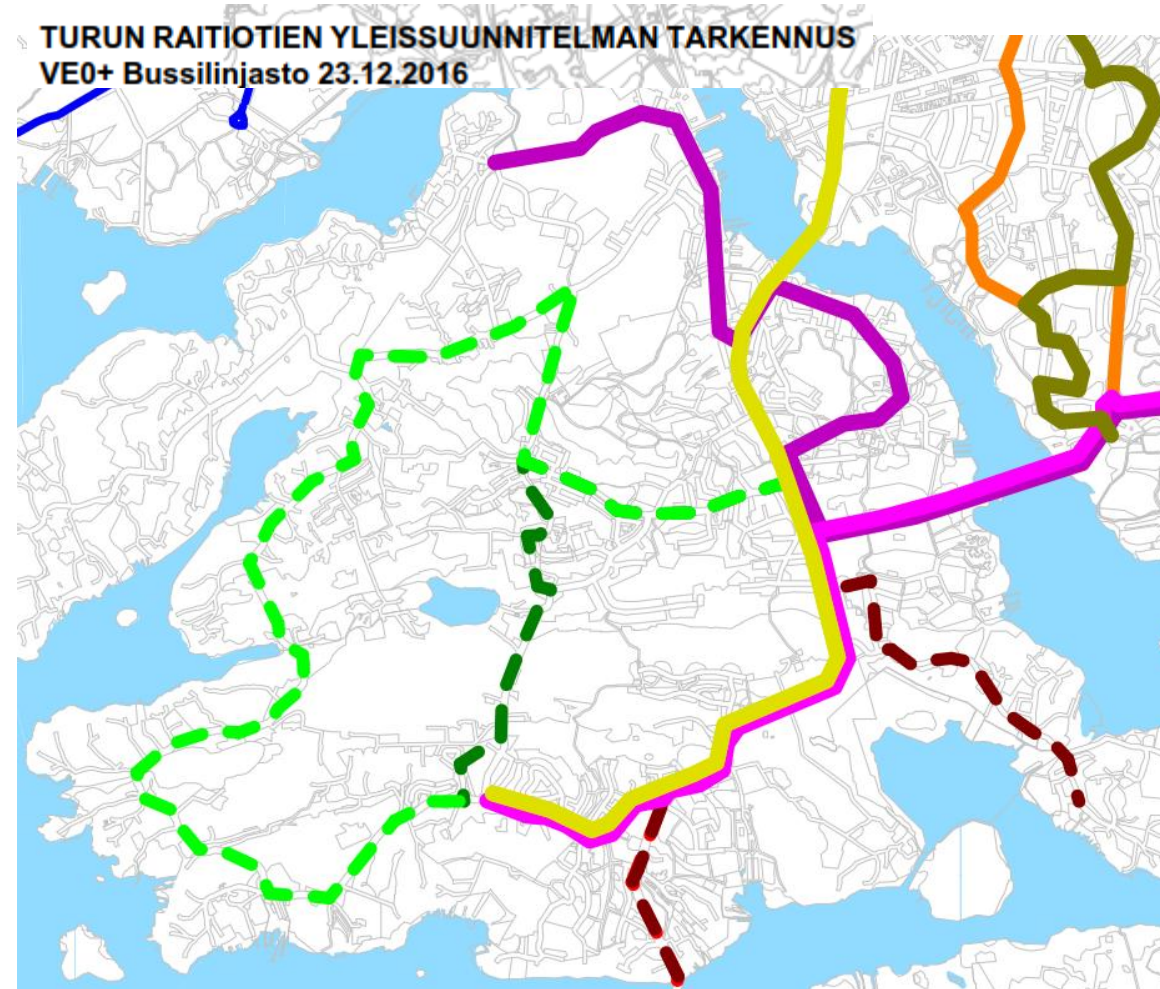 TURUN RAITIOTIEN YLEISSUUNNITELMAN TARKENNUS
VE0+ Bussilinjasto 23.12.2016